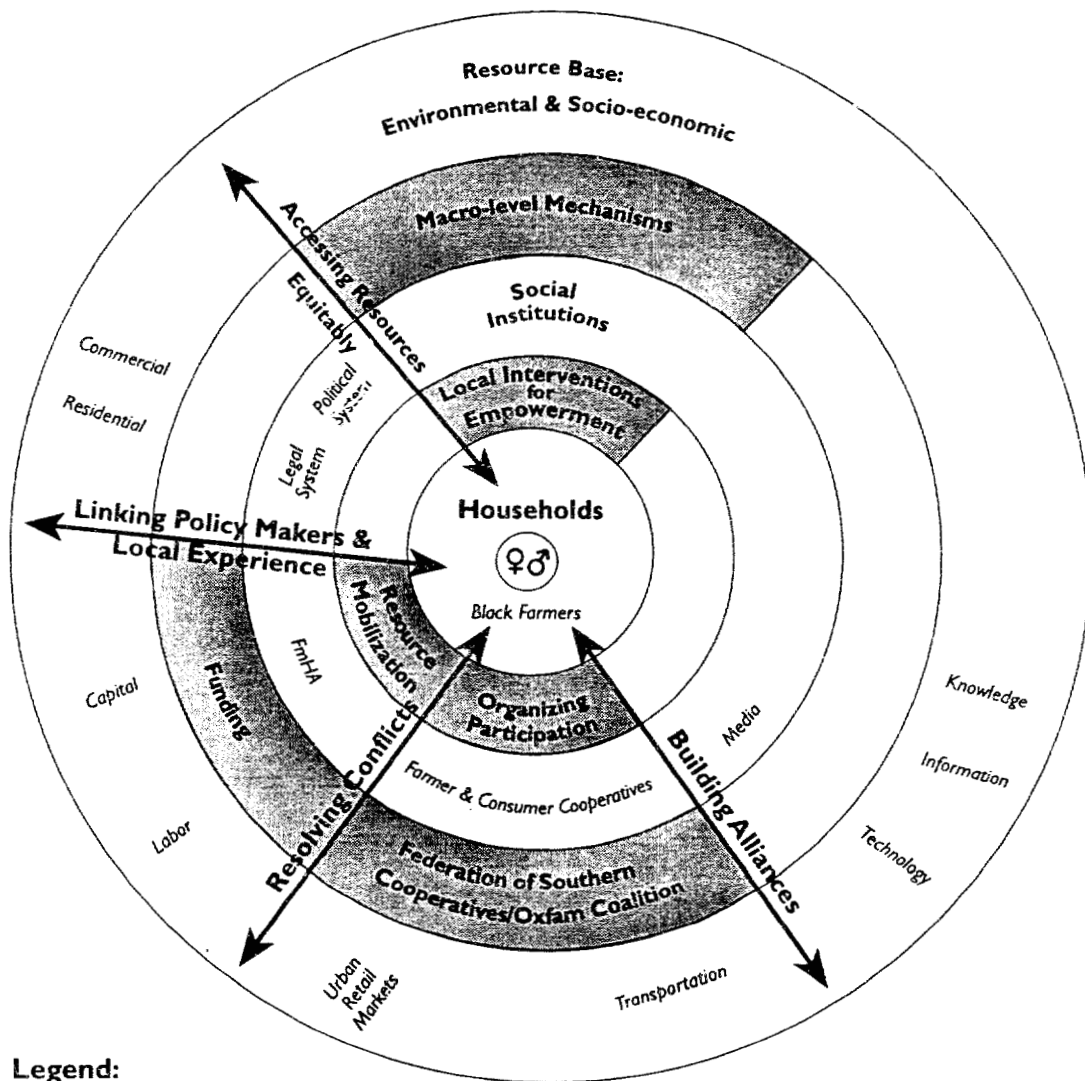 Resource Base:
Environmental & Socio-economic
Macro-level Mechanisms
Social
Institutions
Local Interventions
for
Empowerment
Accessing Resources
Equitably
Political
System
Legal
System
Commercial
Residential
Linking Policy Makers &
Local Experience
Households
♀♂
Black Farmers
Resource
Mobilization
FmHA
Funding
Capital
Labor
Organizing
Participation
Resolving Conflicts
Building Alliances
Media
Farmer & Consumer Cooperatives
Federation of Southern
Cooperatives/Oxfam Coalition
Knowledge
Information
Technology
Transportation
Urban
Retail
Markets
Legend: